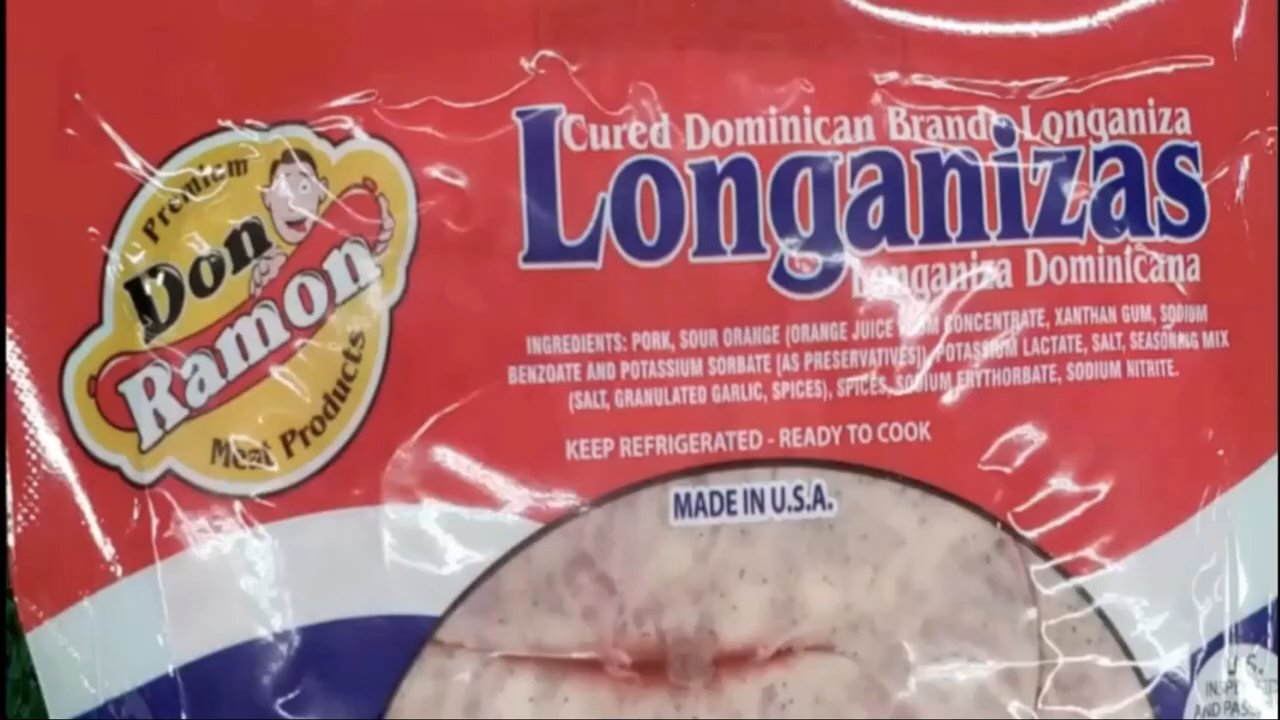 Premium
Don
Ramon
Meat Products
Cured Dominican Brand Longaniza
Longanizas
Longaniza Dominicana
INGREDIENTS: PORK, SOUR ORANGE (ORANGE JUICE FROM CONCENTRATE, XANTHAN GUM, SODIUM
BENZOATE AND POTASSIUM SORBATE [AS PRESERVATIVES]), POTASSIUM LACTATE, SALT, SEASONING MIX
(SALT, GRANULATED GARLIC, SPICES), SPICES, SODIUM ERYTHORBATE, SODIUM NITRITE.
KEEP REFRIGERATED - READY TO COOK
MADE IN U.S.A.
U.S.
AND